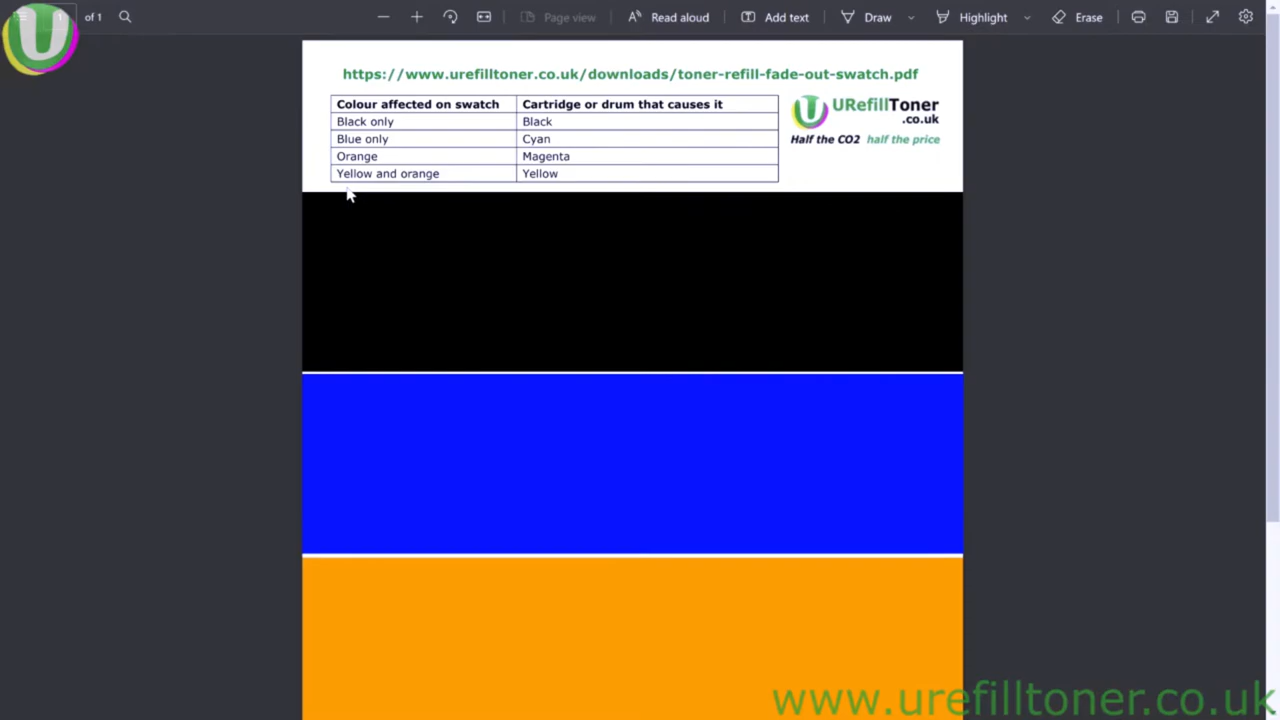 1 of 1 Page view Read aloud Add text Draw Highlight Erase
U
https://www.urefilltoner.co.uk/downloads/toner-refill-fade-out-swatch.pdf
Colour affected on swatch Cartridge or drum that causes it
Black only Black
Blue only Cyan
Orange Magenta
Yellow and orange Yellow
U URefillToner
.co.uk
Half the CO2 half the price
www.urefilltoner.co.uk